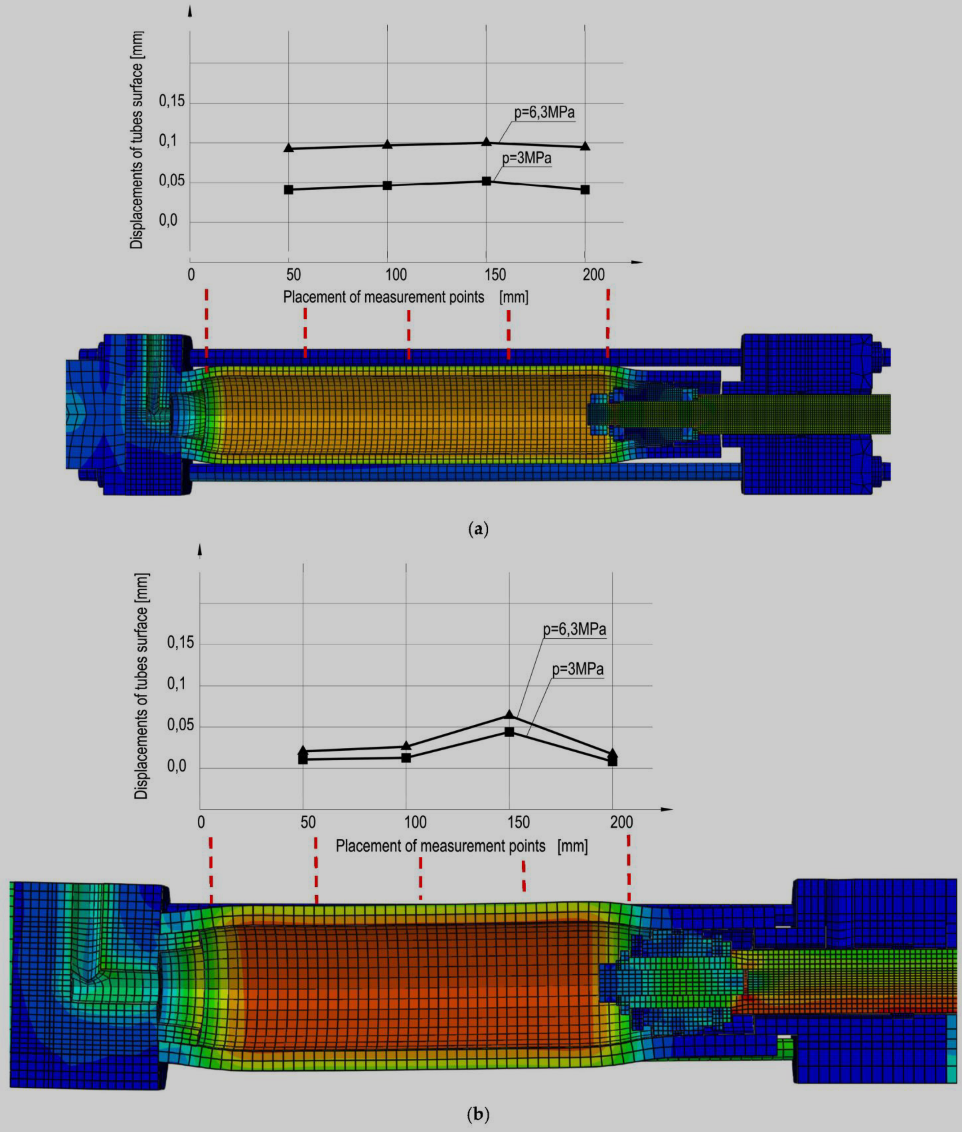 Displacements of tubes surface [mm]
0,15
0,1
0,05
0,0
p=6,3MPa
p=3MPa
0 50 100 150 200
Placement of measurement points [mm]
(a)
Displacements of tubes surface [mm]
0,15
0,1
0,05
0,0
p=6,3MPa
p=3MPa
0 50 100 150 200
Placement of measurement points [mm]
(b)